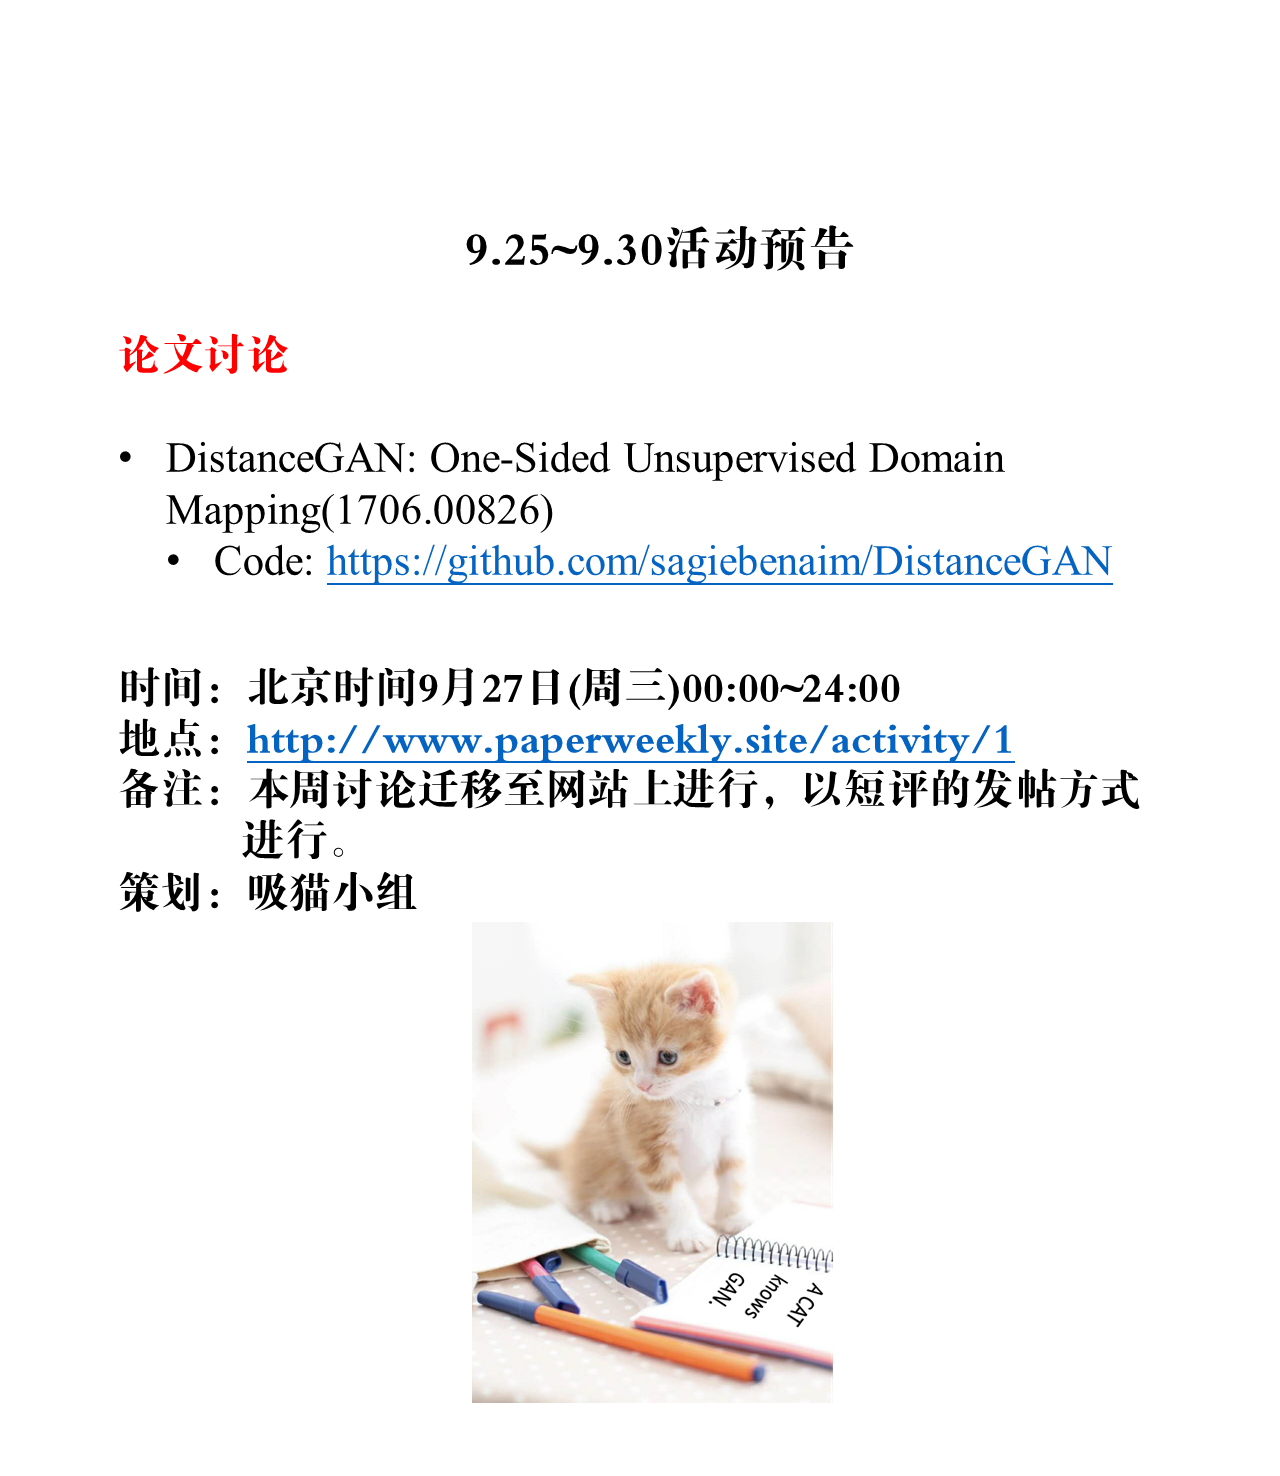 9.25~9.30活动预告
论文讨论
• DistanceGAN: One-Sided Unsupervised Domain
Mapping(1706.00826)
• Code: https://github.com/sagiebenaim/DistanceGAN
时间：北京时间9月27日(周三)00:00~24:00
地点：http://www.paperweekly.site/activity/1
备注：本周讨论迁移至网站上进行，以短评的发帖方式
进行。
策划：吸猫小组
A CAT
knows
GAN.